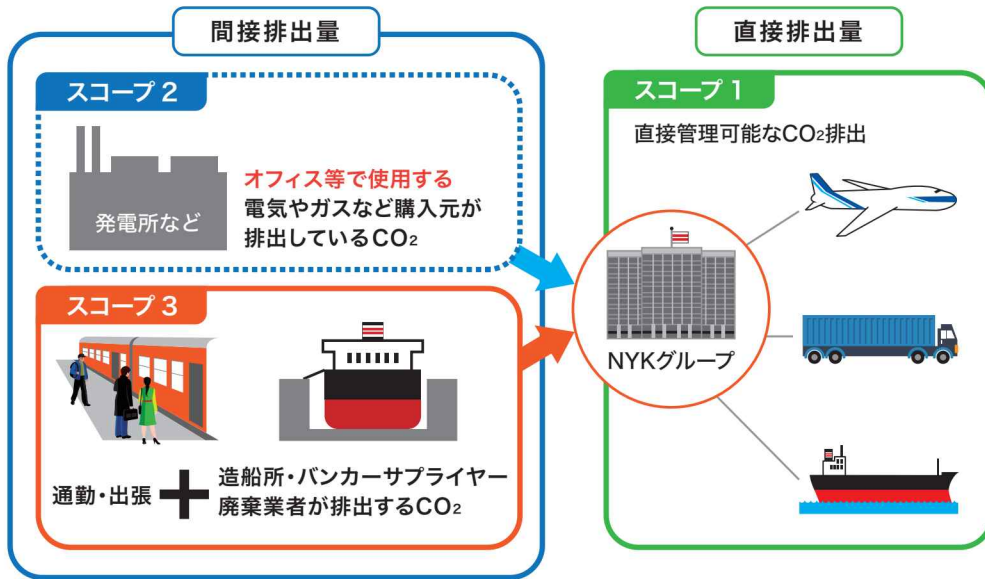 間接排出量
スコープ 2
発電所など
オフィス等で使用する
電気やガスなど購入元が
排出しているCO₂
スコープ 3
通勤・出張
造船所・バンカーサプライヤー
廃棄業者が排出するCO₂
直接排出量
スコープ 1
直接管理可能なCO₂排出
NYKグループ